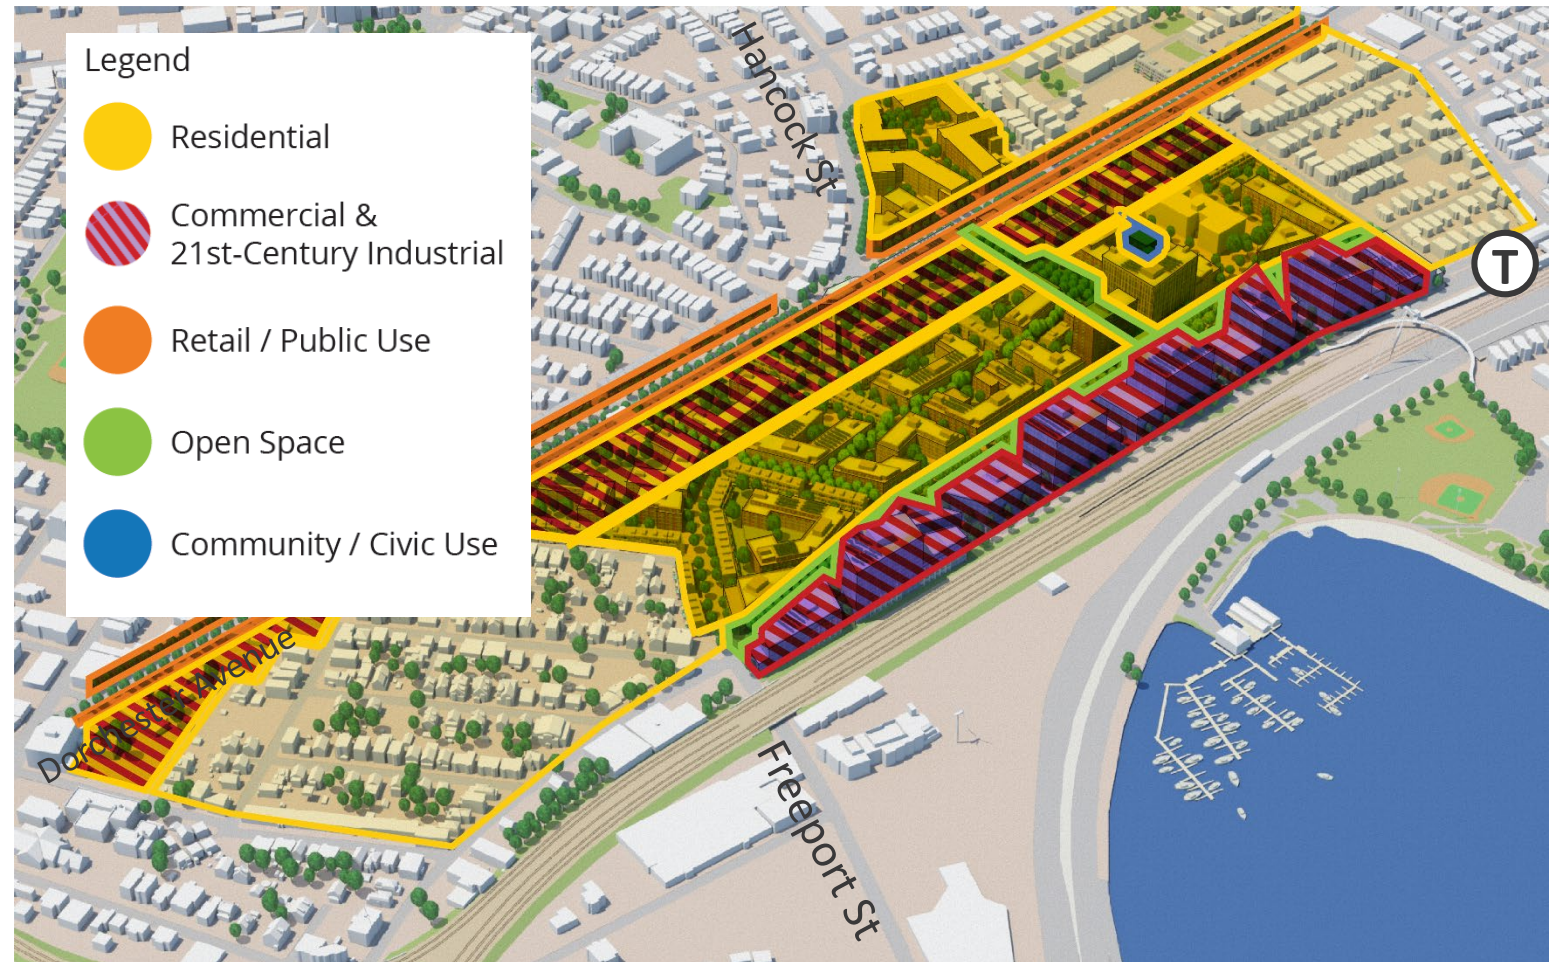 Legend
Residential
Commercial &
21st-Century Industrial
Retail / Public Use
Open Space
Community / Civic Use
Hancock St
T
Dorchester Avenue
Freeport St